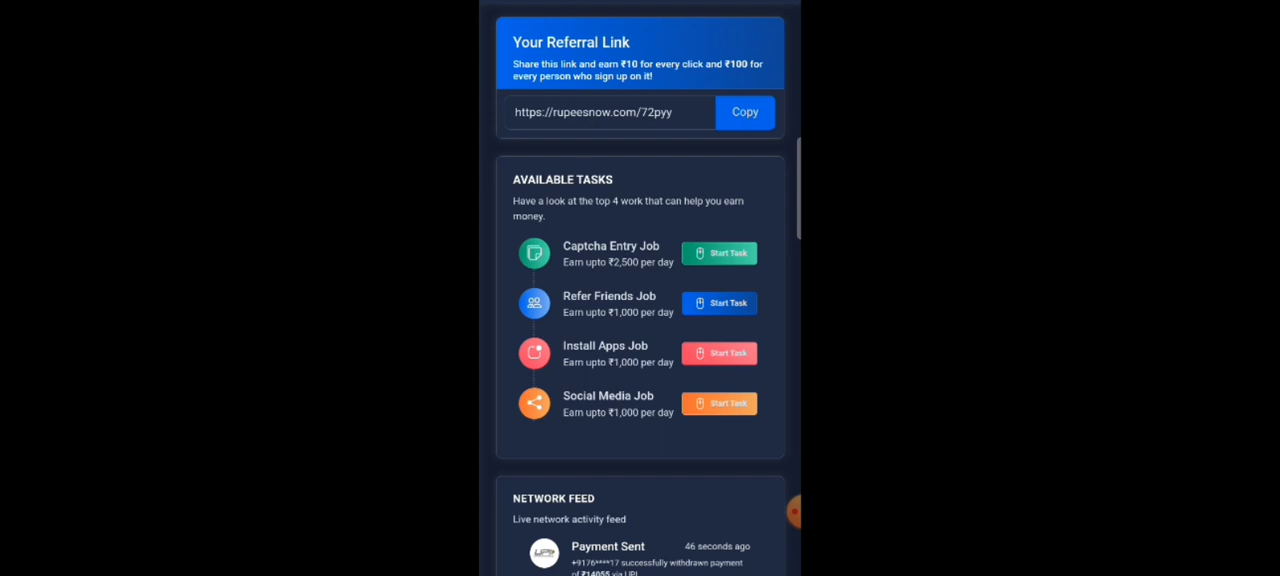 Your Referral Link
Share this link and earn ₹10 for every click and ₹100 for
every person who sign up on it!
https://rupeesnow.com/72pyy
Copy
AVAILABLE TASKS
Have a look at the top 4 work that can help you earn
money.
Captcha Entry Job
Earn upto ₹2,500 per day
Start Task
Refer Friends Job
Earn upto ₹1,000 per day
Start Task
Install Apps Job
Earn upto ₹1,000 per day
Start Task
Social Media Job
Earn upto ₹1,000 per day
Start Task
NETWORK FEED
Live network activity feed
UPI
Payment Sent
46 seconds ago
+9176****17 successfully withdrawn payment
of ₹14055 via UPI